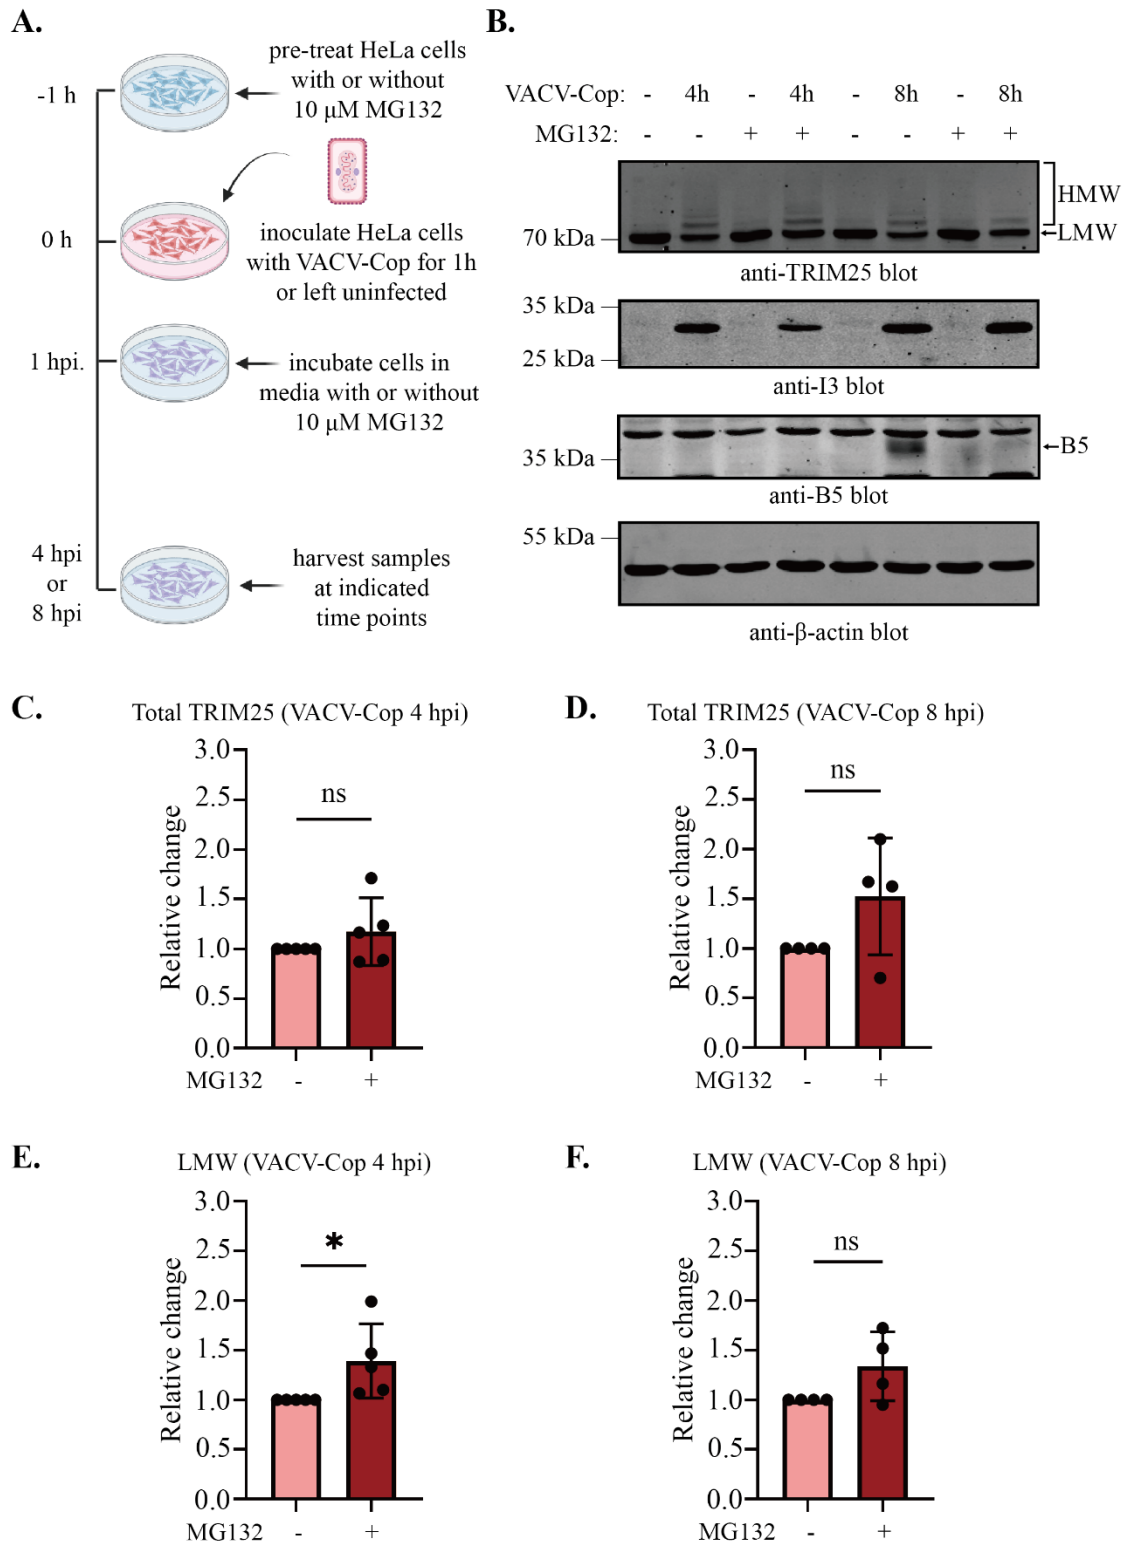 A.
-1 h
pre-treat HeLa cells
with or without
10 μM MG132
0 h
inoculate HeLa cells
with VACV-Cop for 1h
or left uninfected
1 hpi.
incubate cells in
media with or without
10 μM MG132
4 hpi
or
8 hpi
harvest samples
at indicated
time points
B.
VACV-Cop: - 4h - 4h - 8h - 8h
MG132: - - + + - - + +
HMW
70 kDa
LMW
anti-TRIM25 blot
35 kDa
25 kDa
anti-I3 blot
35 kDa
B5
anti-B5 blot
55 kDa
anti-β-actin blot
C.
Total TRIM25 (VACV-Cop 4 hpi)
Relative change
3.0
2.5
2.0
1.5
1.0
0.5
0.0
ns
MG132 - +
D.
Total TRIM25 (VACV-Cop 8 hpi)
Relative change
3.0
2.5
2.0
1.5
1.0
0.5
0.0
ns
MG132 - +
E.
LMW (VACV-Cop 4 hpi)
Relative change
3.0
2.5
2.0
1.5
1.0
0.5
0.0
*
MG132 - +
F.
LMW (VACV-Cop 8 hpi)
Relative change
3.0
2.5
2.0
1.5
1.0
0.5
0.0
ns
MG132 - +